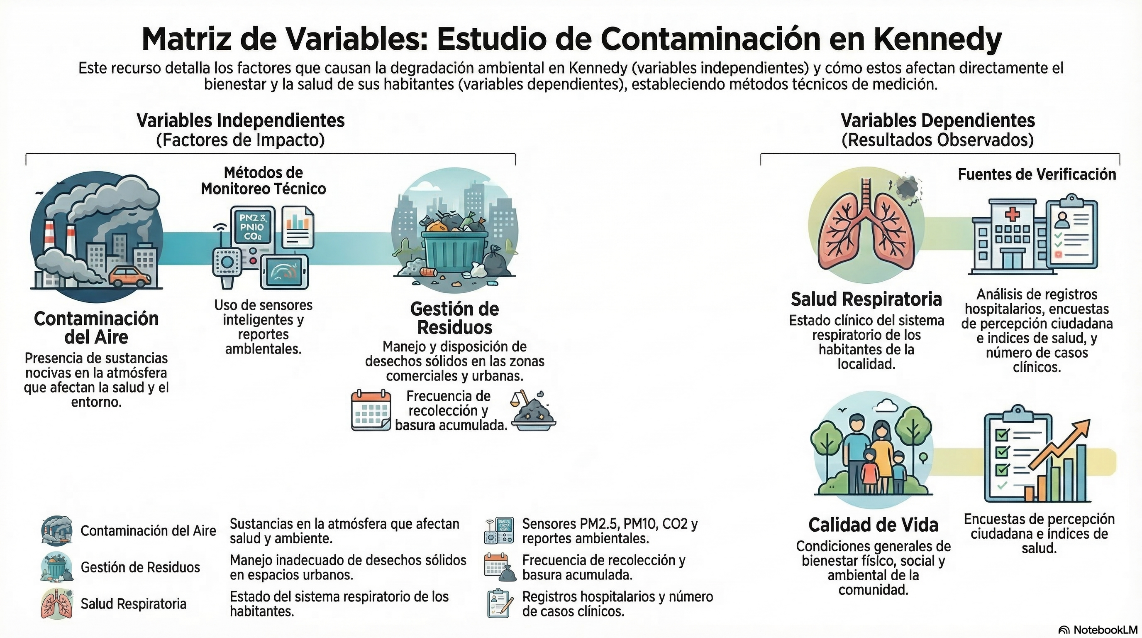 Matriz de Variables: Estudio de Contaminación en Kennedy
Este recurso detalla los factores que causan la degradación ambiental en Kennedy (variables independientes) y cómo estos afectan directamente el
bienestar y la salud de sus habitantes (variables dependientes), estableciendo métodos técnicos de medición.
Variables Independientes
(Factores de Impacto)
Métodos de
Monitoreo Técnico
PM2.5
PM10
CO₂
Contaminación
del Aire
Presencia de sustancias
nocivas en la atmósfera
que afectan la salud y el
entorno.
Uso de sensores
inteligentes y
reportes
ambientales.
Gestión de
Residuos
Manejo y disposición de
desechos sólidos en las zonas
comerciales y urbanas.
Frecuencia de
recolección y
basura acumulada.
Variables Dependientes
(Resultados Observados)
Fuentes de Verificación
Salud Respiratoria
Estado clínico del sistema
respiratorio de los
habitantes de la
localidad.
Análisis de registros
hospitalarios, encuestas
de percepción ciudadana
e indices de salud, y
número de casos
clínicos.
Calidad de Vida
Condiciones generales de
bienestar físico, social y
ambiental de la
comunidad.
Encuestas de percepción
ciudadana e índices de
salud.
Contaminación del Aire
Sustancias en la atmósfera que afectan
salud y ambiente.
Sensores PM2.5, PM10, CO2 y
reportes ambientales.
Gestión de Residuos
Manejo inadecuado de desechos sólidos
en espacios urbanos.
Frecuencia de recolección y
basura acumulada.
Salud Respiratoria
Estado del sistema respiratorio de los
habitantes.
Registros hospitalarios y número
de casos clínicos.
NotebookLM